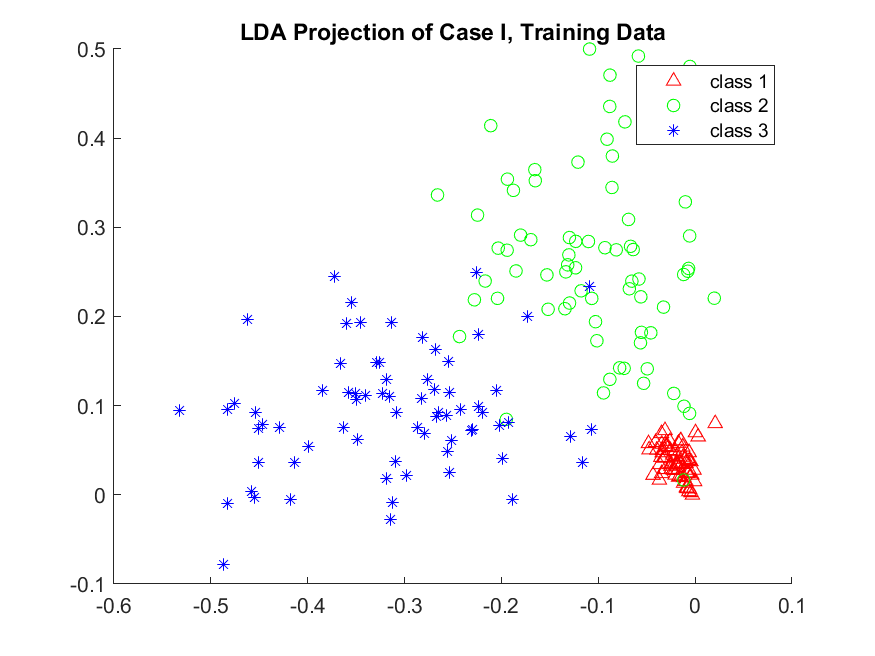 LDA Projection of Case I, Training Data
0.5
0.4
0.3
0.2
0.1
0
-0.1
-0.6 -0.5 -0.4 -0.3 -0.2 -0.1 0 0.1
class 1
class 2
class 3